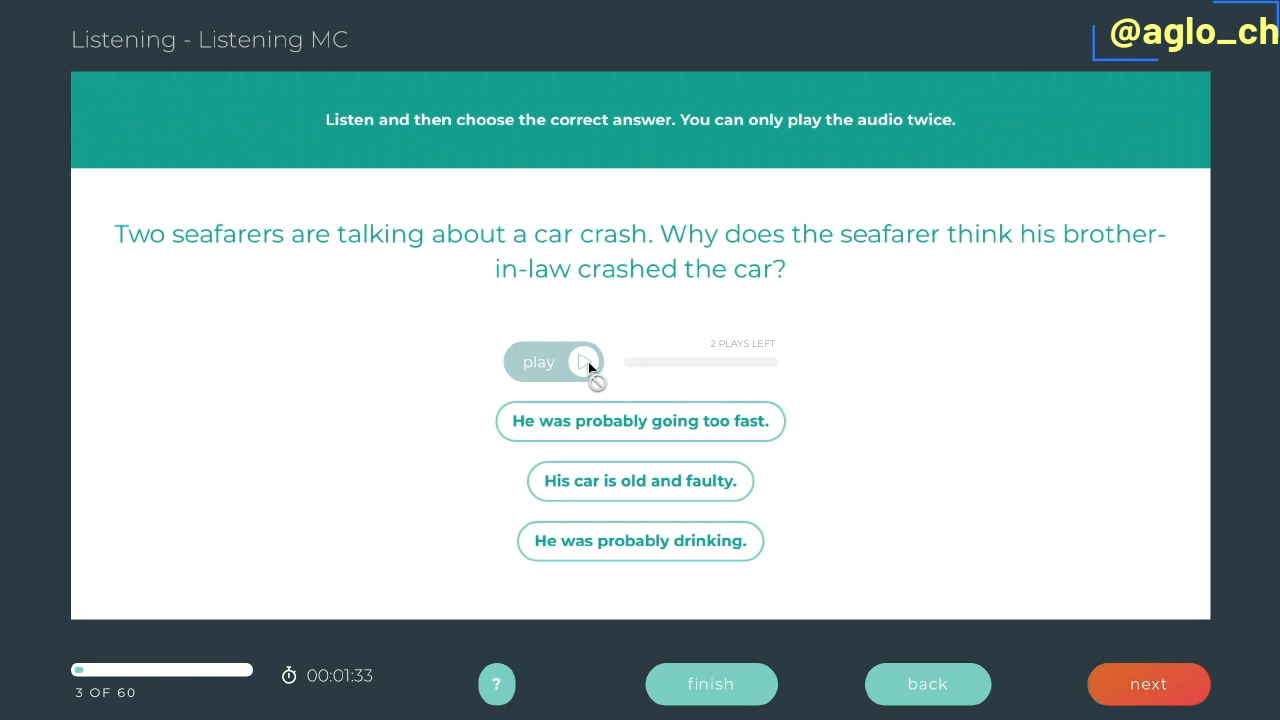 Listening - Listening MC
@aglo_ch
Listen and then choose the correct answer. You can only play the audio twice.
Two seafarers are talking about a car crash. Why does the seafarer think his brother-
in-law crashed the car?
2 PLAYS LEFT
play
He was probably going too fast.
His car is old and faulty.
He was probably drinking.
3 OF 60
00:01:33
?
finish
back
next